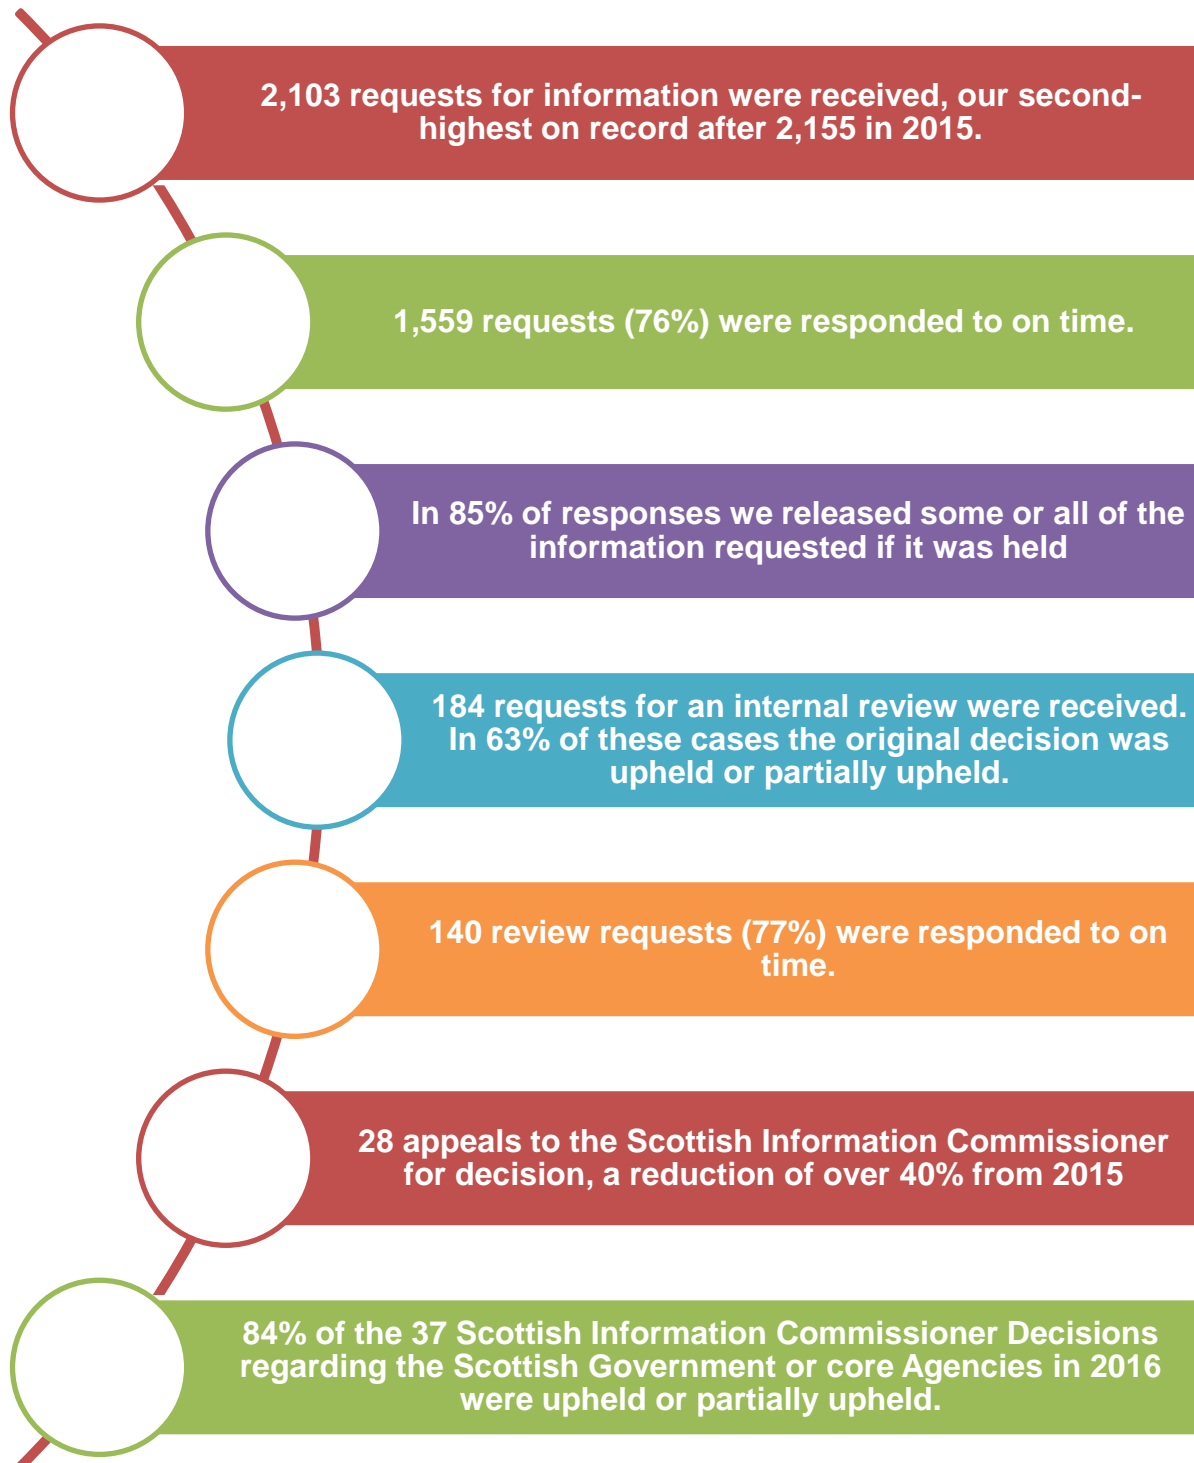 2,103 requests for information were received, our second-
highest on record after 2,155 in 2015.
1,559 requests (76%) were responded to on time.
In 85% of responses we released some or all of the
information requested if it was held
184 requests for an internal review were received.
In 63% of these cases the original decision was
upheld or partially upheld.
140 review requests (77%) were responded to on
time.
28 appeals to the Scottish Information Commissioner
for decision, a reduction of over 40% from 2015
84% of the 37 Scottish Information Commissioner Decisions
regarding the Scottish Government or core Agencies in 2016
were upheld or partially upheld.